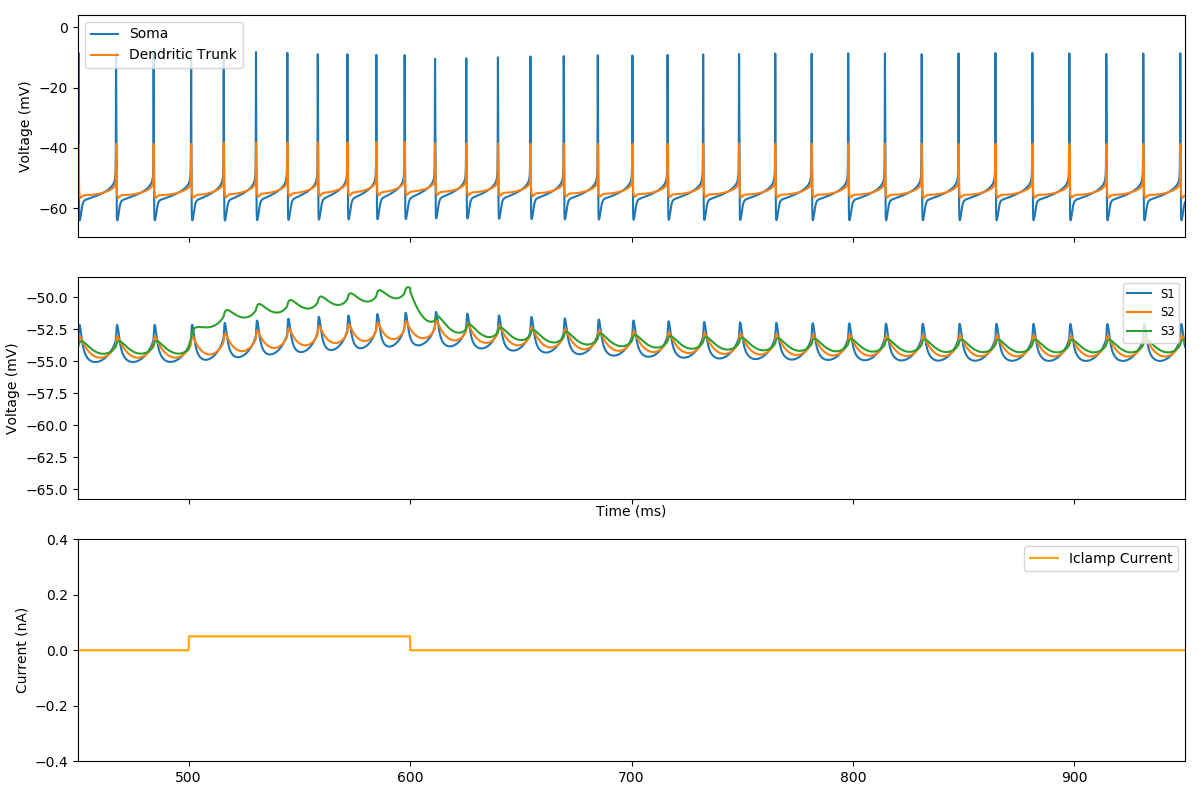 Voltage (mV)
0
−20
−40
−60
Soma
Dendritic Trunk
Voltage (mV)
−50.0
−52.5
−55.0
−57.5
−60.0
−62.5
−65.0
S1
S2
S3
Time (ms)
Current (nA)
0.4
0.2
0.0
−0.2
−0.4
Iclamp Current
500 600 700 800 900